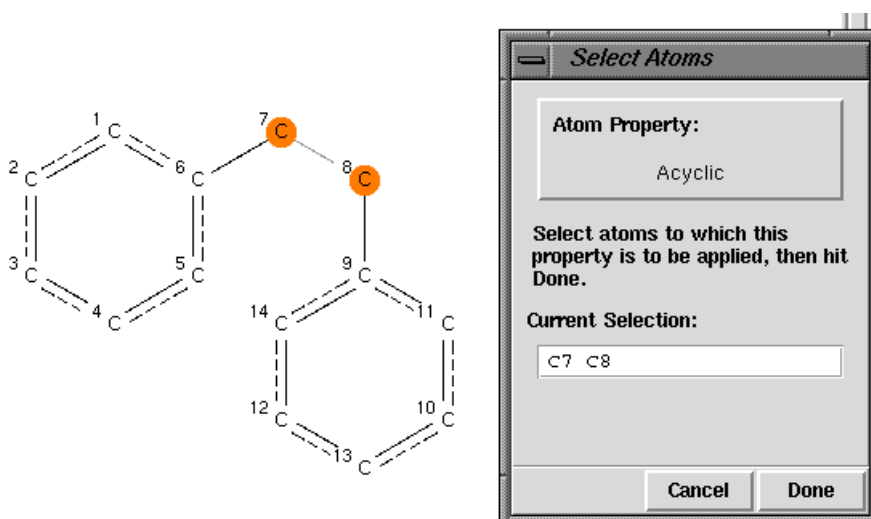 Select Atoms
Atom Property:
Acyclic
Select atoms to which this
property is to be applied, then hit
Done.
Current Selection:
C7 C8
Cancel Done
1 C
7 C
2 C
6 C
8 C
3 C
5 C
9 C
4 C
14 C
11 C
12 C
10 C
13 C